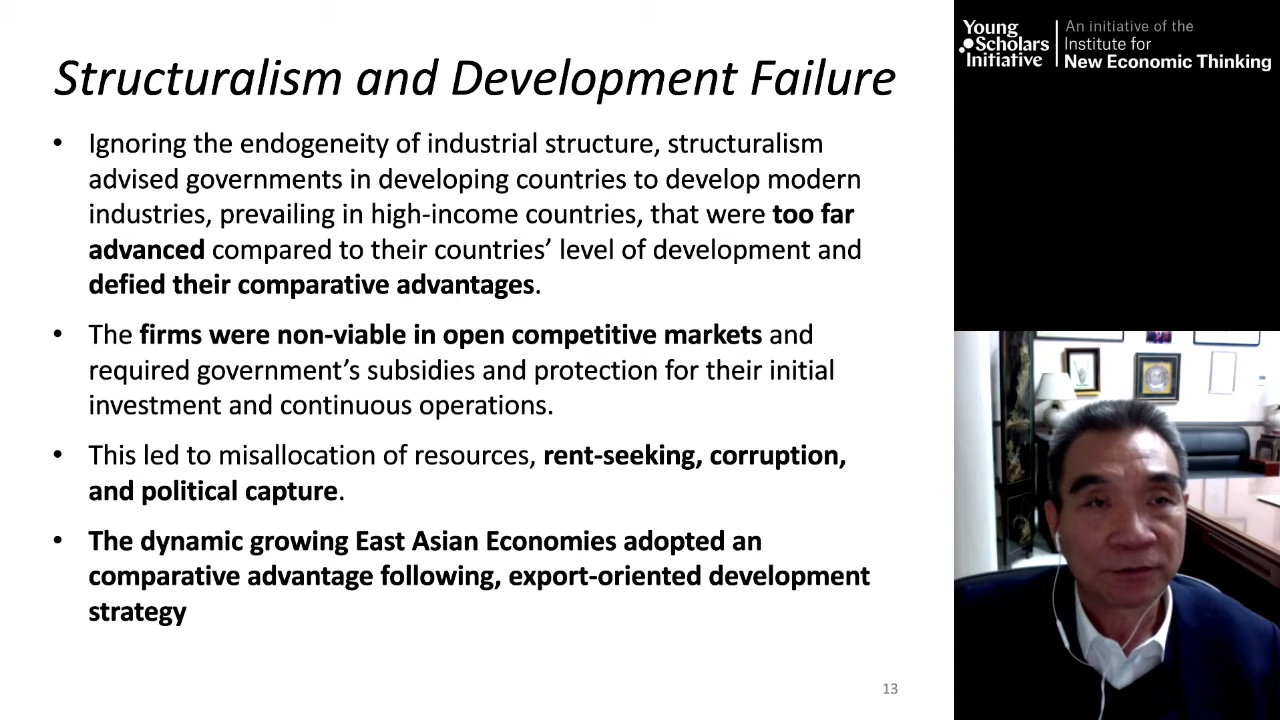 Structuralism and Development Failure
• Ignoring the endogeneity of industrial structure, structuralism
advised governments in developing countries to develop modern
industries, prevailing in high-income countries, that were too far
advanced compared to their countries’ level of development and
defied their comparative advantages.
• The firms were non-viable in open competitive markets and
required government’s subsidies and protection for their initial
investment and continuous operations.
• This led to misallocation of resources, rent-seeking, corruption,
and political capture.
• The dynamic growing East Asian Economies adopted an
comparative advantage following, export-oriented development
strategy
13
Young
Scholars
Initiative
An initiative of the
Institute for
New Economic Thinking